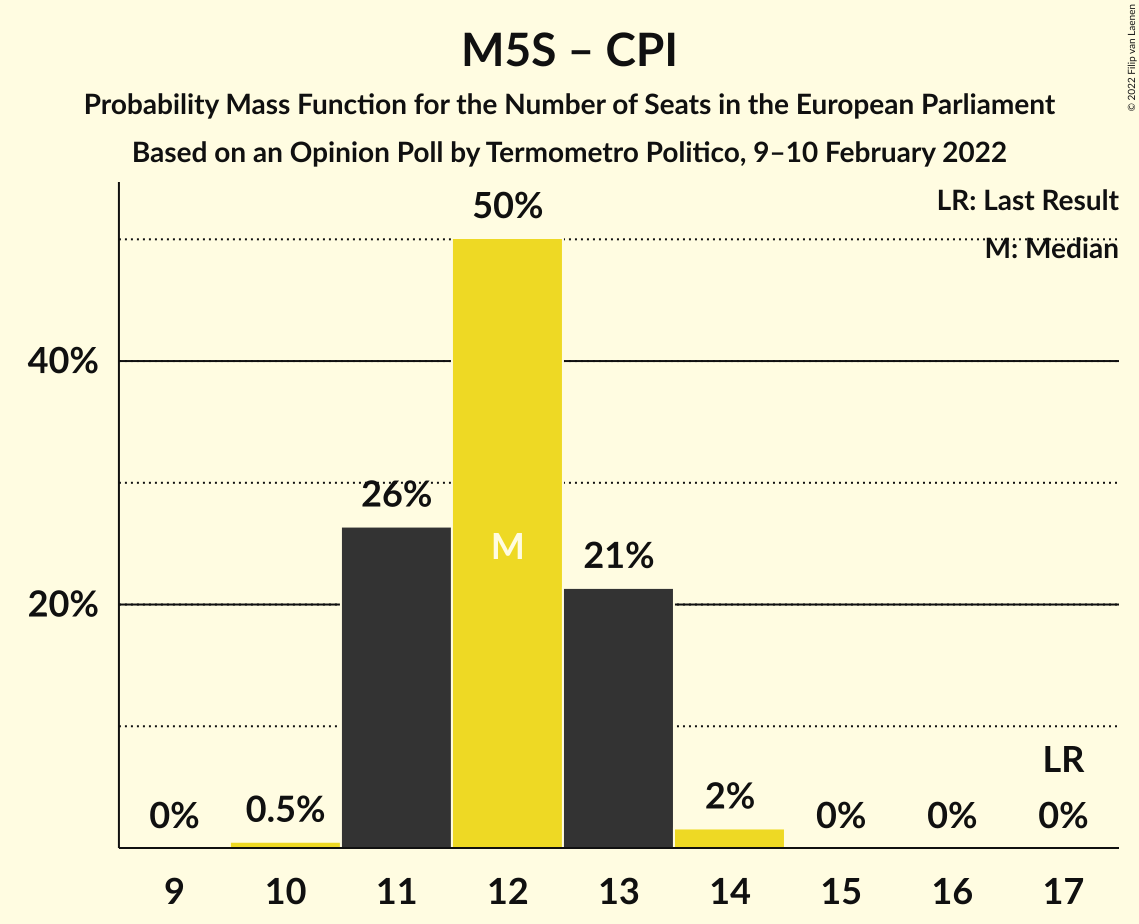 M5S – CPI
Probability Mass Function for the Number of Seats in the European Parliament
Based on an Opinion Poll by Termometro Politico, 9–10 February 2022
© 2022 Filip van Laenen
LR: Last Result
M: Median
50%
40%
26%
M
21%
20%
LR
0%
0.5%
2%
0%
0%
0%
9
10
11
12
13
14
15
16
17